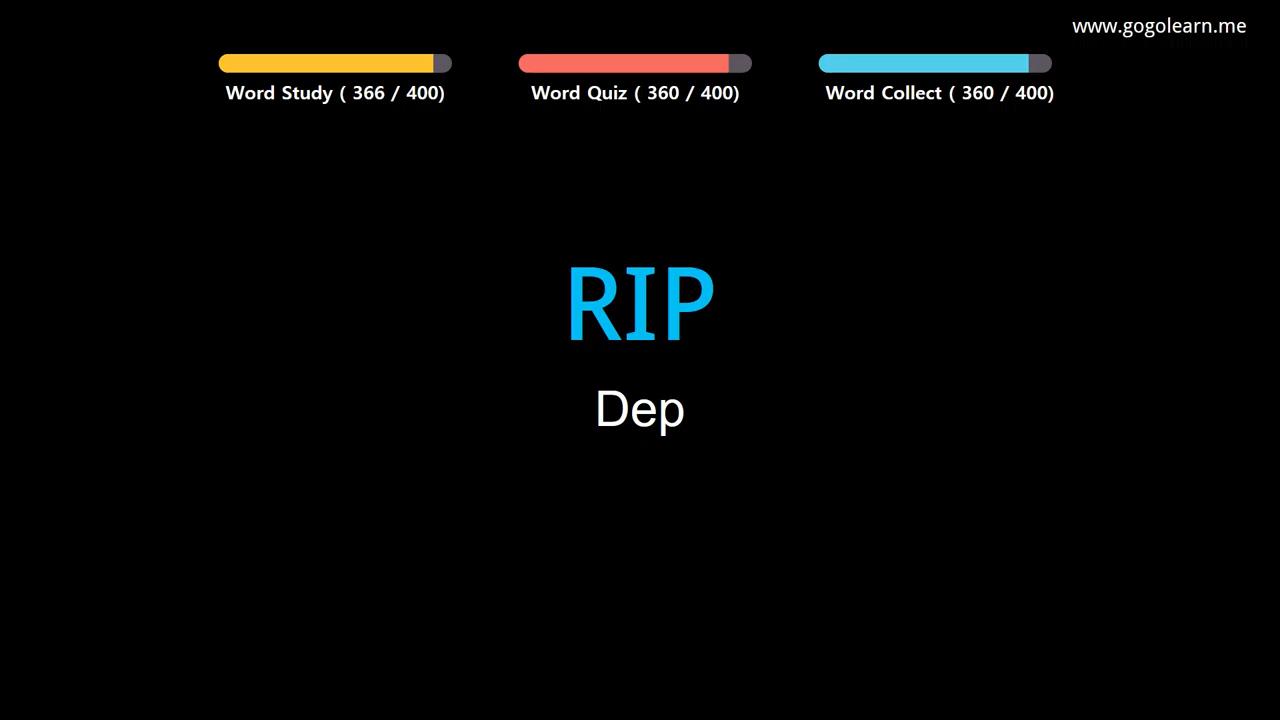 www.gogolearn.me
Word Study ( 366 / 400)
Word Quiz ( 360 / 400)
Word Collect ( 360 / 400)
RIP
Dep